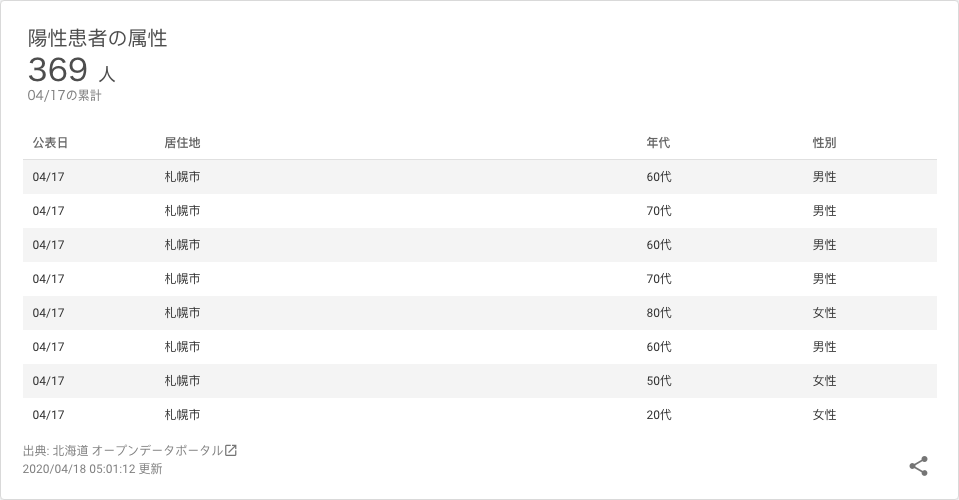 陽性患者の属性
369 人
04/17の累計
公表日 居住地 年代 性別
04/17 札幌市 60代 男性
04/17 札幌市 70代 男性
04/17 札幌市 60代 男性
04/17 札幌市 70代 男性
04/17 札幌市 80代 女性
04/17 札幌市 60代 男性
04/17 札幌市 50代 女性
04/17 札幌市 20代 女性
出典: 北海道 オープンデータポータル
2020/04/18 05:01:12 更新